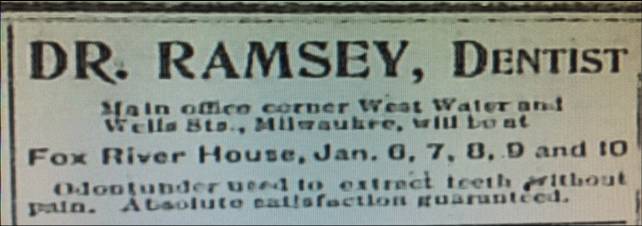 DR. RAMSEY, DENTIST
Main office corner West Water and
Wells Sts., Milwaukee, will be at
Fox River House, Jan. 6, 7, 8, 9 and 10
Odontunder used to extract teeth without
pain. Absolute satisfaction guaranteed.